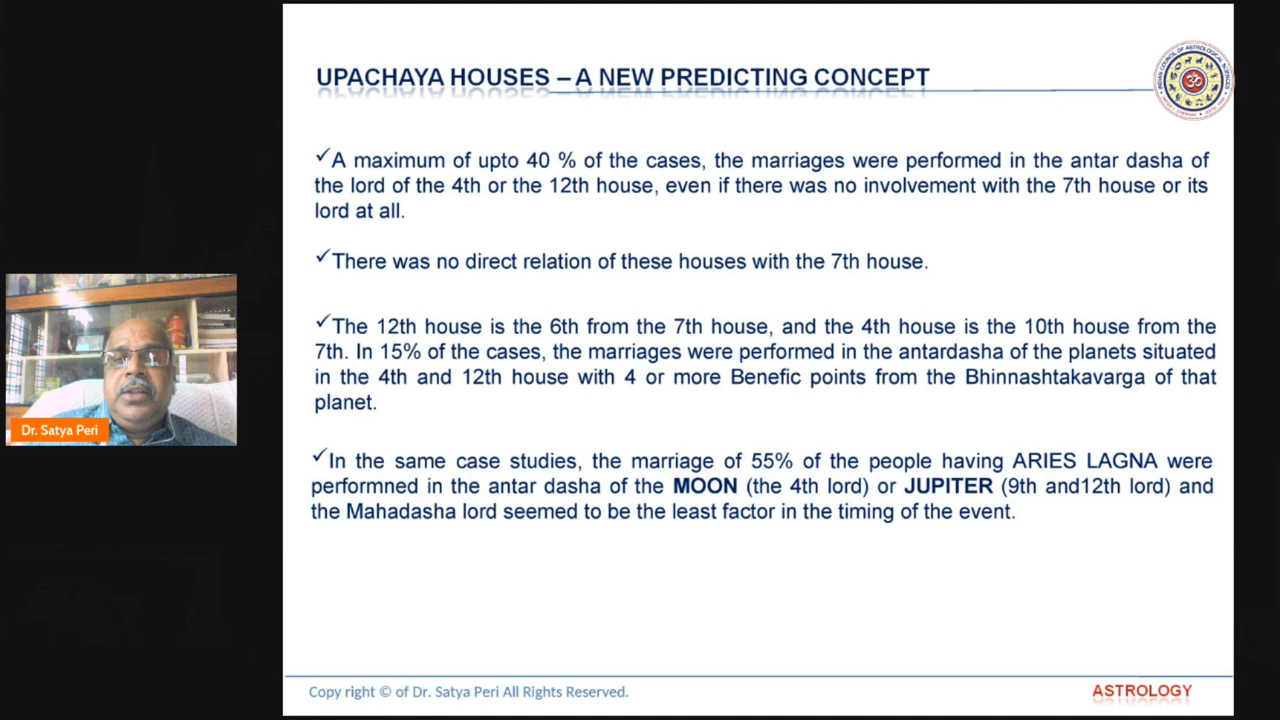 UPACHAYA HOUSES – A NEW PREDICTING CONCEPT
✓A maximum of upto 40 % of the cases, the marriages were performed in the antar dasha of
the lord of the 4th or the 12th house, even if there was no involvement with the 7th house or its
lord at all.
✓There was no direct relation of these houses with the 7th house.
✓The 12th house is the 6th from the 7th house, and the 4th house is the 10th house from the
7th. In 15% of the cases, the marriages were performed in the antardasha of the planets situated
in the 4th and 12th house with 4 or more Benefic points from the Bhinnashtakavarga of that
planet.
✓In the same case studies, the marriage of 55% of the people having ARIES LAGNA were
performned in the antar dasha of the MOON (the 4th lord) or JUPITER (9th and12th lord) and
the Mahadasha lord seemed to be the least factor in the timing of the event.
Dr. Satya Peri
Copy right © of Dr. Satya Peri All Rights Reserved.
ASTROLOGY